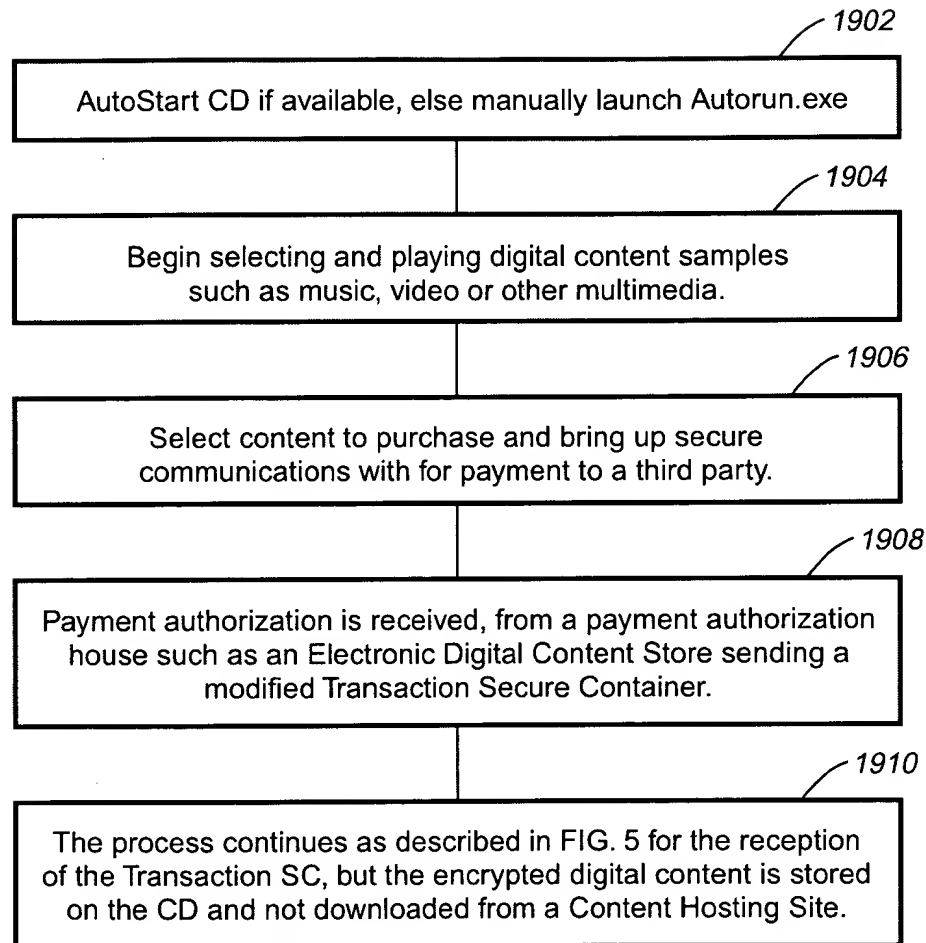 1902
AutoStart CD if available, else manually launch Autorun.exe
1904
Begin selecting and playing digital content samples
such as music, video or other multimedia.
1906
Select content to purchase and bring up secure
communications with for payment to a third party.
1908
Payment authorization is received, from a payment authorization
house such as an Electronic Digital Content Store sending a
modified Transaction Secure Container.
1910
The process continues as described in FIG. 5 for the reception
of the Transaction SC, but the encrypted digital content is stored
on the CD and not downloaded from a Content Hosting Site.